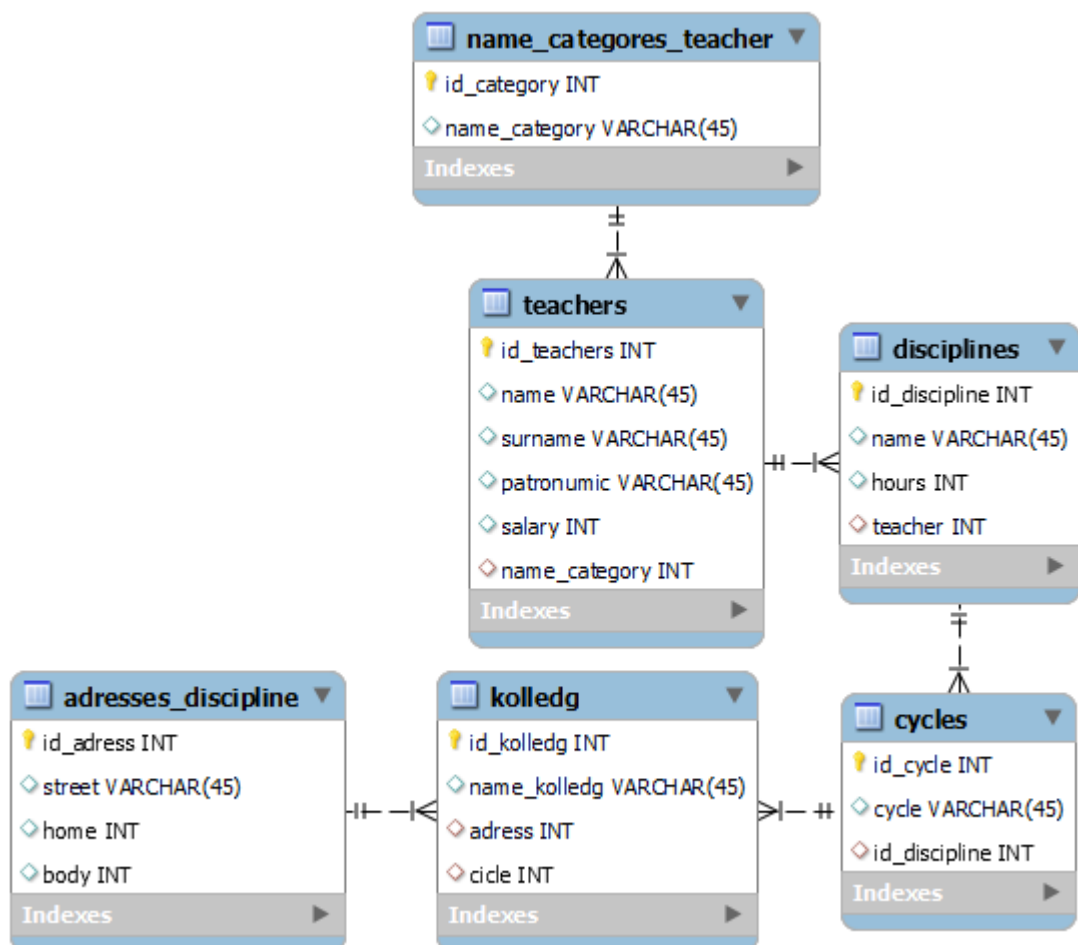 name_categores_teacher
id_category INT
name_category VARCHAR(45)
Indexes
teachers
id_teachers INT
name VARCHAR(45)
surname VARCHAR(45)
patronumic VARCHAR(45)
salary INT
name_category INT
Indexes
disciplines
id_discipline INT
name VARCHAR(45)
hours INT
teacher INT
Indexes
adresses_discipline
id_adress INT
street VARCHAR(45)
home INT
body INT
Indexes
kolledg
id_kolledg INT
name_kolledg VARCHAR(45)
adress INT
cicle INT
Indexes
cycles
id_cycle INT
cycle VARCHAR(45)
id_discipline INT
Indexes